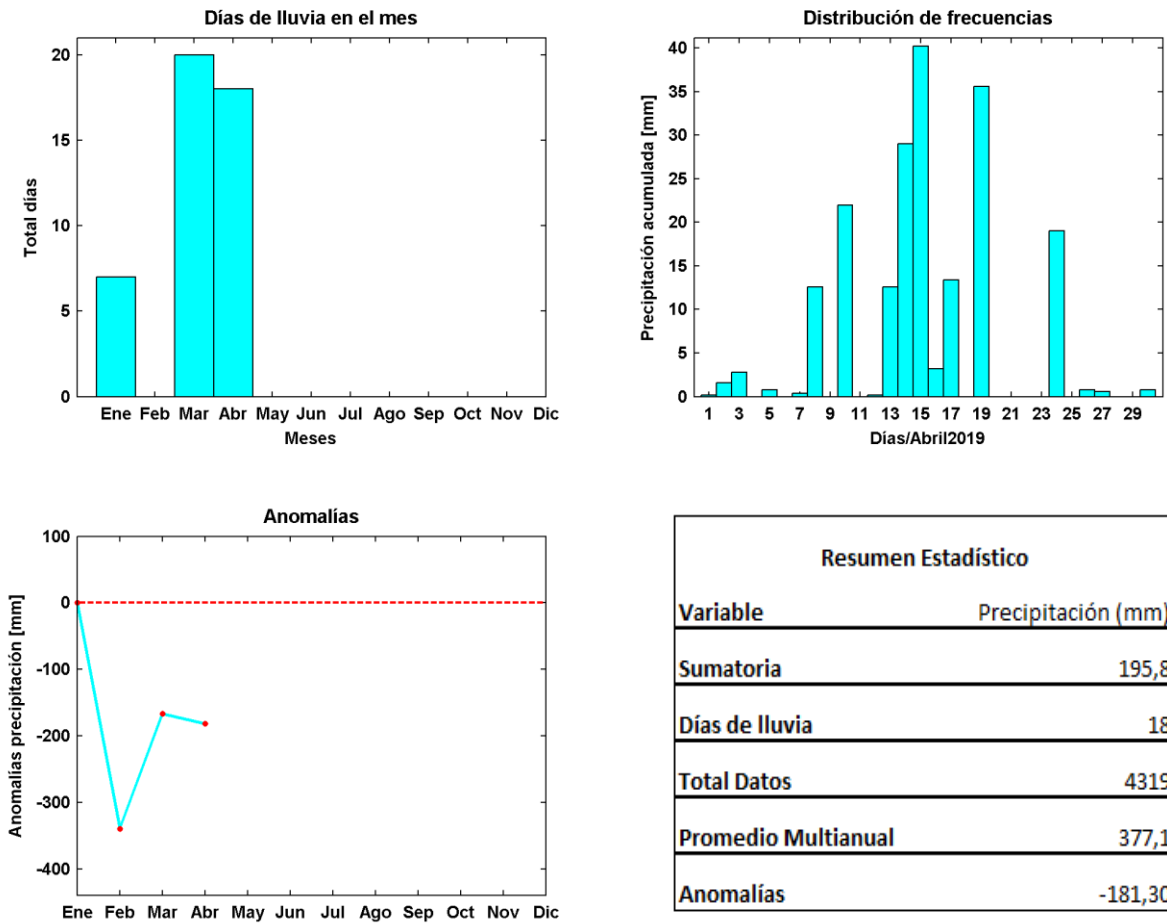 Días de lluvia en el mes
20
15
10
5
0
Total días
Ene Feb Mar Abr May Jun Jul Ago Sep Oct Nov Dic
Meses
Distribución de frecuencias
40
35
30
25
20
15
10
5
0
Precipitación acumulada [mm]
1 3 5 7 9 11 13 15 17 19 21 23 25 27 29
Días/Abril2019
Anomalías
100
0
-100
-200
-300
-400
Anomalías precipitación [mm]
Ene Feb Mar Abr May Jun Jul Ago Sep Oct Nov Dic
Resumen Estadístico
Variable Precipitación (mm)
Sumatoria 195,8
Días de lluvia 18
Total Datos 4319
Promedio Multianual 377,1
Anomalías -181,30